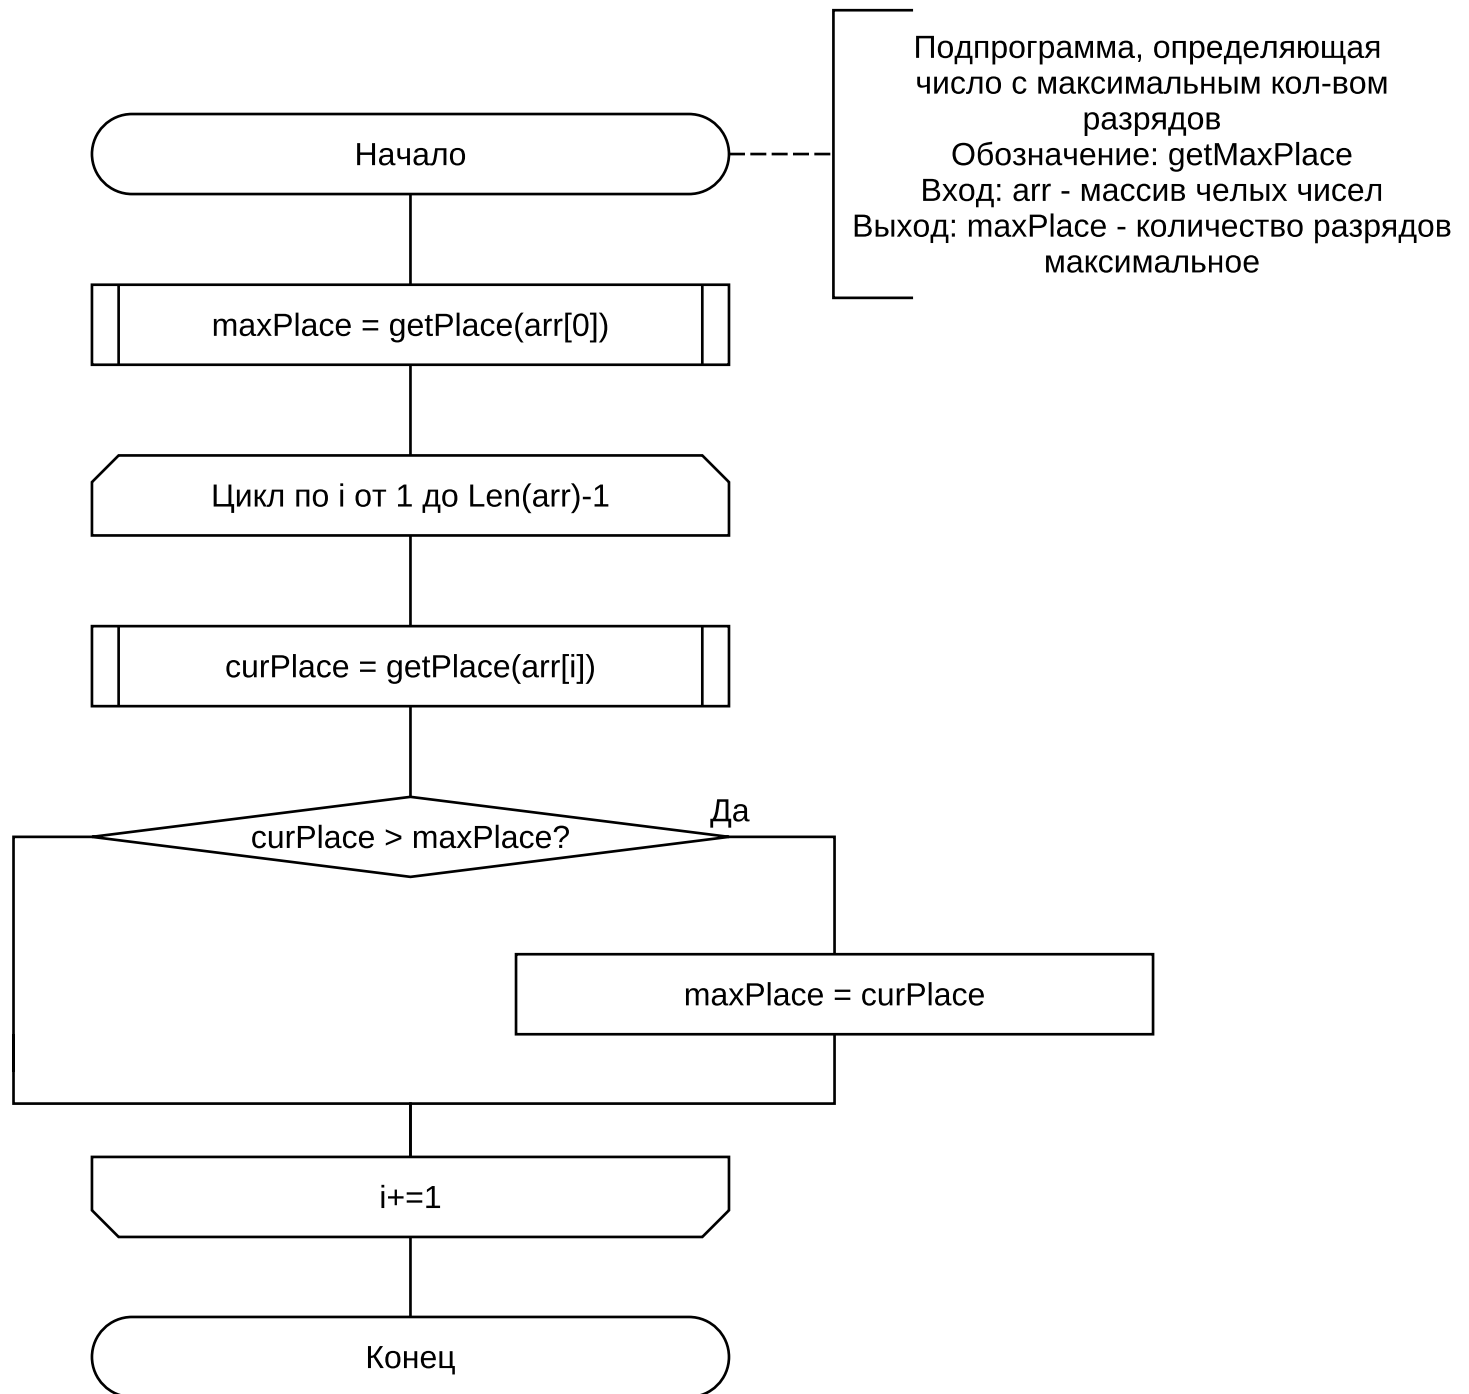 Подпрограмма, определяющая
число с максимальным кол-вом
разрядов
Обозначение: getMaxPlace
Вход: arr - массив челых чисел
Выход: maxPlace - количество разрядов
максимальное
Начало
maxPlace = getPlace(arr[0])
Цикл по i от 1 до Len(arr)-1
curPlace = getPlace(arr[i])
Да
curPlace > maxPlace?
maxPlace = curPlace
i+=1
Конец